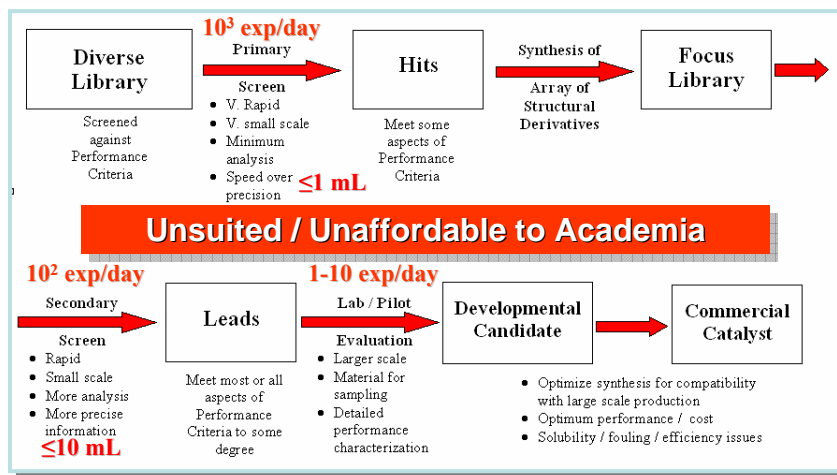 10³ exp/day
Diverse
Library
Primary
Screen
Hits
Synthesis of
Array of
Structural
Derivatives
Focus
Library
Screened
against
Performance
Criteria
• V. Rapid
• V. small scale
• Minimum
analysis
• Speed over
precision
≤1 mL
Meet some
aspects of
Performance
Criteria
Unsuited / Unaffordable to Academia
10² exp/day
Secondary
Screen
• Rapid
• Small scale
• More analysis
• More precise
information
≤10 mL
Leads
Meet most or all
aspects of
Performance
Criteria to some
degree
1-10 exp/day
Lab / Pilot
Evaluation
• Larger scale
• Material for
sampling
• Detailed
performance
characterization
Developmental
Candidate
Commercial
Catalyst
• Optimize synthesis for compatibility
with large scale production
• Optimum performance / cost
• Solubility / fouling / efficiency issues